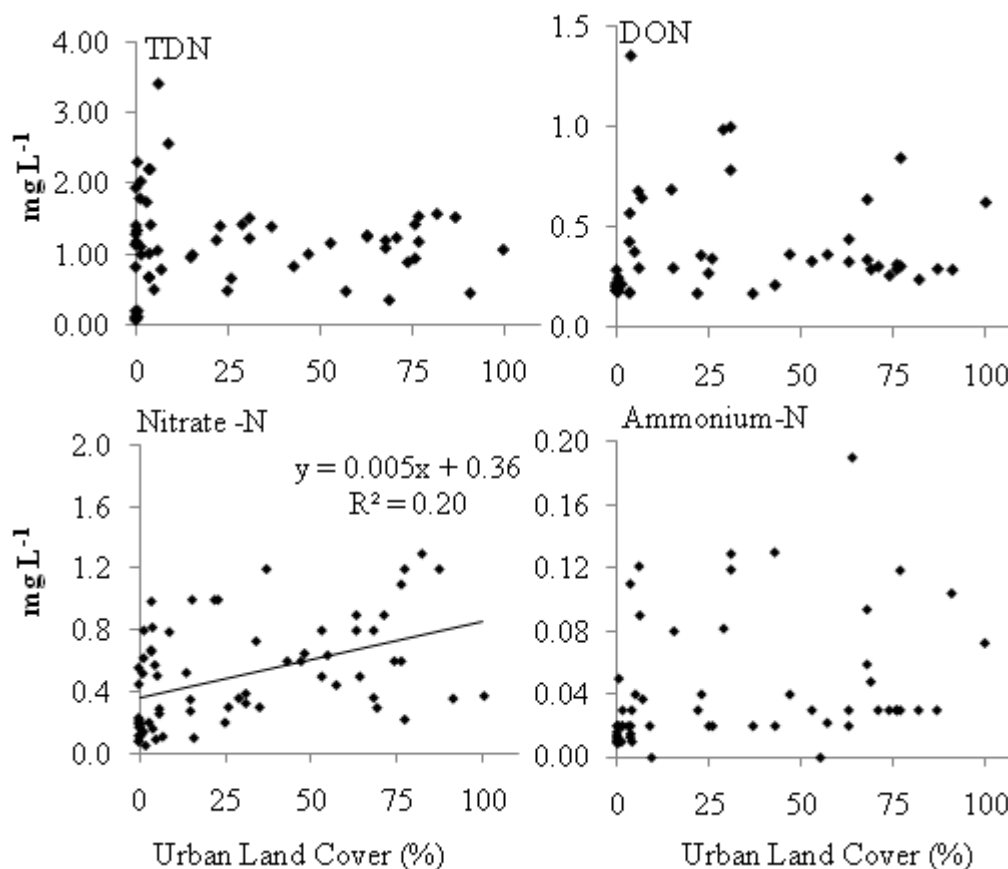 TDN
4.00
3.00
2.00
1.00
0.00
mg L-1
0 25 50 75 100
DON
1.5
1.0
0.5
0.0
0 25 50 75 100
Nitrate -N
y = 0.005x + 0.36
R² = 0.20
2.0
1.6
1.2
0.8
0.4
0.0
mg L-1
0 25 50 75 100
Urban Land Cover (%)
Ammonium-N
0.20
0.16
0.12
0.08
0.04
0.00
0 25 50 75 100
Urban Land Cover (%)